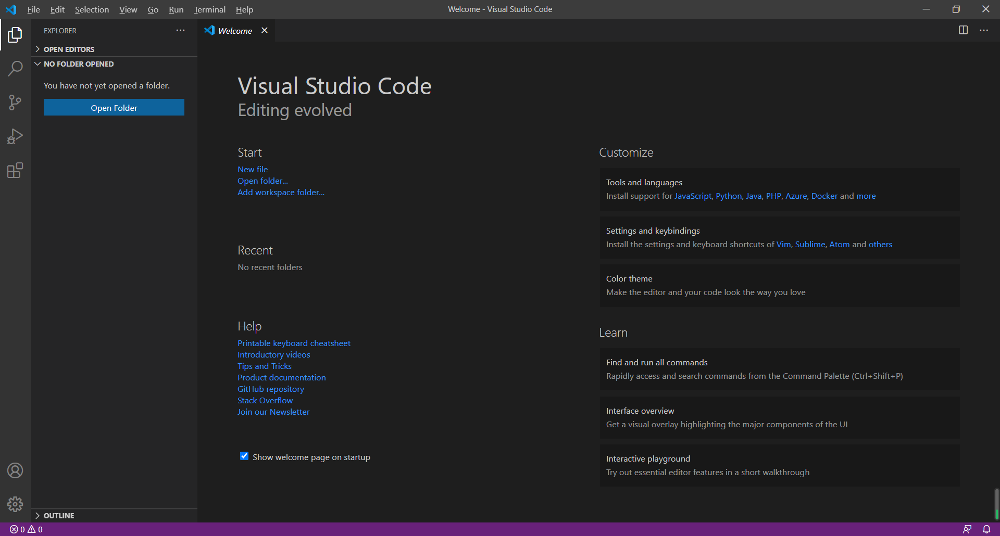 File Edit Selection View Go Run Terminal Help
Welcome - Visual Studio Code
EXPLORER
Welcome
OPEN EDITORS
NO FOLDER OPENED
You have not yet opened a folder.
Open Folder
OUTLINE
Visual Studio Code
Editing evolved
Start
New file
Open folder...
Add workspace folder...
Recent
No recent folders
Help
Printable keyboard cheatsheet
Introductory videos
Tips and Tricks
Product documentation
GitHub repository
Stack Overflow
Join our Newsletter
Show welcome page on startup
Customize
Tools and languages
Install support for JavaScript, Python, Java, PHP, Azure, Docker and more
Settings and keybindings
Install the settings and keyboard shortcuts of Vim, Sublime, Atom and others
Color theme
Make the editor and your code look the way you love
Learn
Find and run all commands
Rapidly access and search commands from the Command Palette (Ctrl+Shift+P)
Interface overview
Get a visual overlay highlighting the major components of the UI
Interactive playground
Try out essential editor features in a short walkthrough
0 0